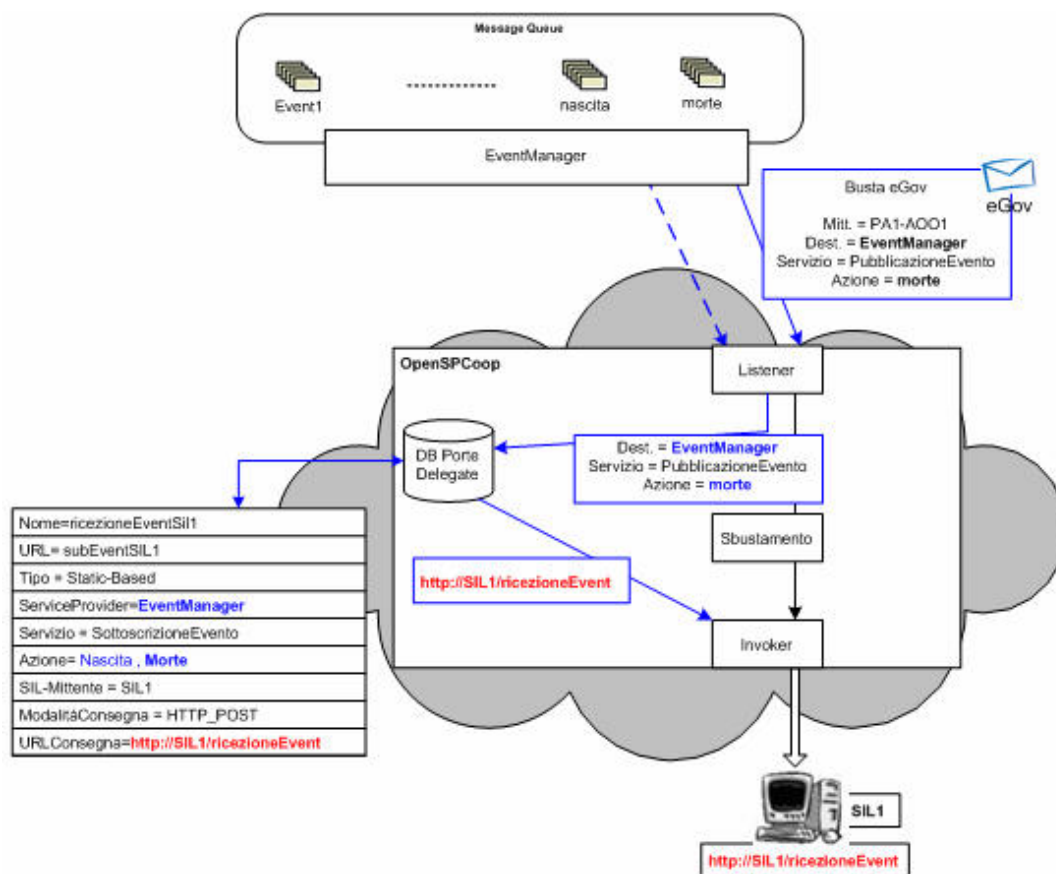 Message Queue
Event1
nascita
morte
EventManager
Busta eGov
eGov
Mitt. = PA1-AOO1
Dest. = EventManager
Servizio = PubblicazioneEvento
Azione = morte
OpenSPCoop
Listener
DB Porte
Delegate
Dest. = EventManager
Servizio = PubblicazioneEvento
Azione = morte
Sbustamento
http://SIL1/ricezioneEvent
Invoker
Nome=ricezioneEventSil1
URL= subEventSIL1
Tipo = Static-Based
ServiceProvider=EventManager
Servizio = SottoscrizioneEvento
Azione= Nascita , Morte
SIL-Mittente = SIL1
ModalitàConsegna = HTTP_POST
URLConsegna=http://SIL1/ricezioneEvent
SIL1
http://SIL1/ricezioneEvent